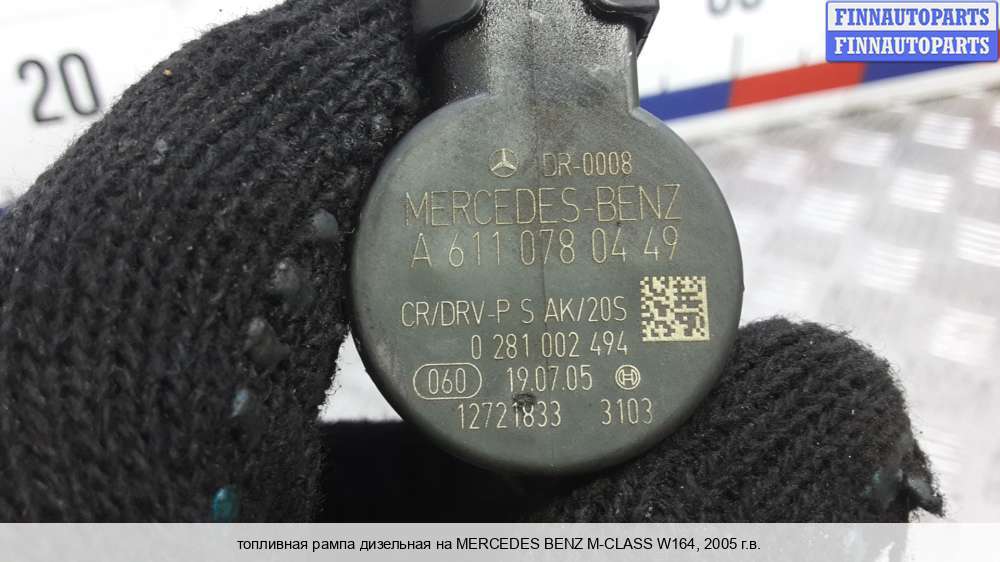 FINNAUTOPARTS
FINNAUTOPARTS
20
DR-0008
MERCEDES-BENZ
A 611 078 04 49
CR/DRV-P S AK/20S
0 281 002 494
060 19.07.05
12721833 3103
топливная рампа дизельная на MERCEDES BENZ M-CLASS W164, 2005 г.в.